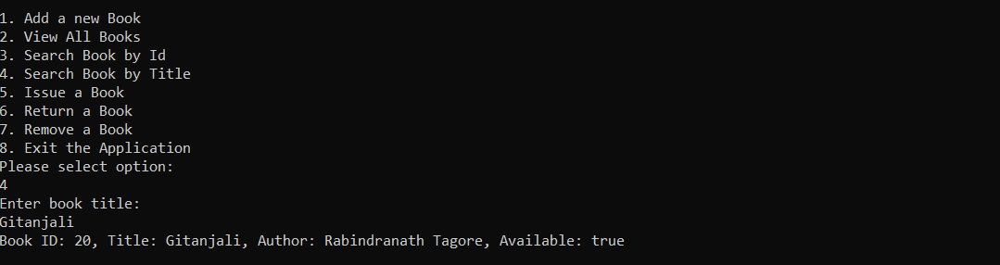 1. Add a new Book
2. View All Books
3. Search Book by Id
4. Search Book by Title
5. Issue a Book
6. Return a Book
7. Remove a Book
8. Exit the Application
Please select option:
4
Enter book title:
Gitanjali
Book ID: 20, Title: Gitanjali, Author: Rabindranath Tagore, Available: true